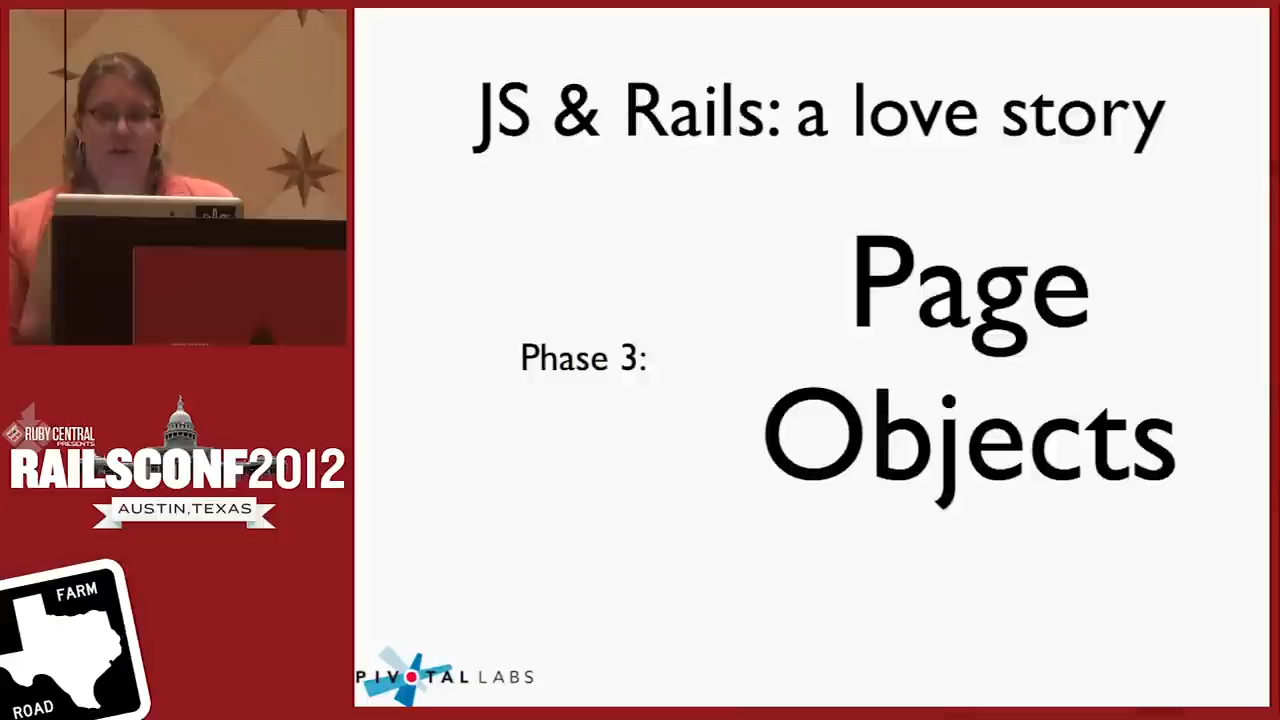 JS & Rails: a love story
Page
Phase 3:
Objects
RUBY CENTRAL
PRESENTS
RAILSCONF2012
AUSTIN,TEXAS
FARM
ROAD
PIVOTAL LABS